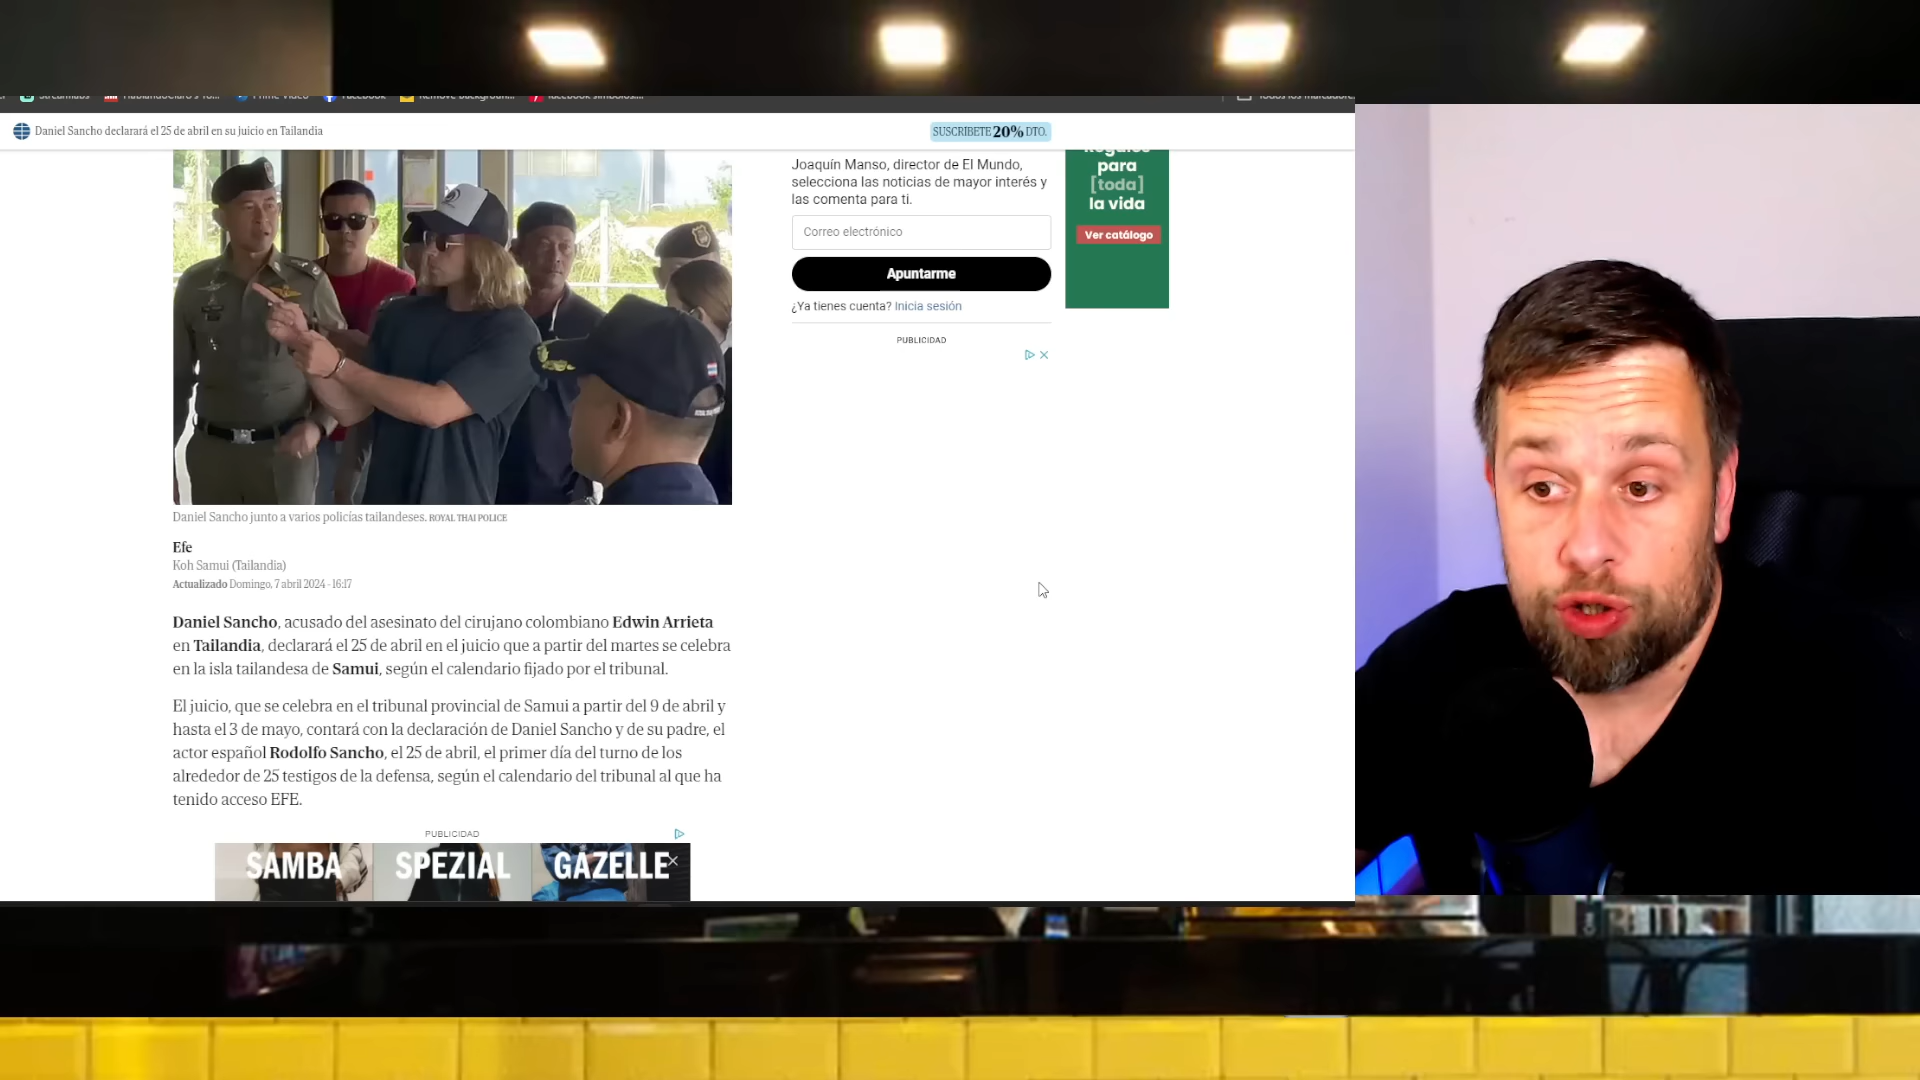 Daniel Sancho declarará el 25 de abril en su juicio en Tailandia
SUSCRÍBETE 20% DTO.
Joaquín Manso, director de El Mundo,
selecciona las noticias de mayor interés y
las comenta para ti.
Correo electrónico
Apuntarme
¿Ya tienes cuenta? Inicia sesión
PUBLICIDAD
Regalos
para
[toda]
la vida
Ver catálogo
Daniel Sancho junto a varios policías tailandeses. ROYAL THAI POLICE
Efe
Koh Samui (Tailandia)
Actualizado Domingo, 7 abril 2024 - 16:17
Daniel Sancho, acusado del asesinato del cirujano colombiano Edwin Arrieta
en Tailandia, declarará el 25 de abril en el juicio que a partir del martes se celebra
en la isla tailandesa de Samui, según el calendario fijado por el tribunal.
El juicio, que se celebra en el tribunal provincial de Samui a partir del 9 de abril y
hasta el 3 de mayo, contará con la declaración de Daniel Sancho y de su padre, el
actor español Rodolfo Sancho, el 25 de abril, el primer día del turno de los
alrededor de 25 testigos de la defensa, según el calendario del tribunal al que ha
tenido acceso EFE.
PUBLICIDAD
SAMBA SPEZIAL GAZELLE